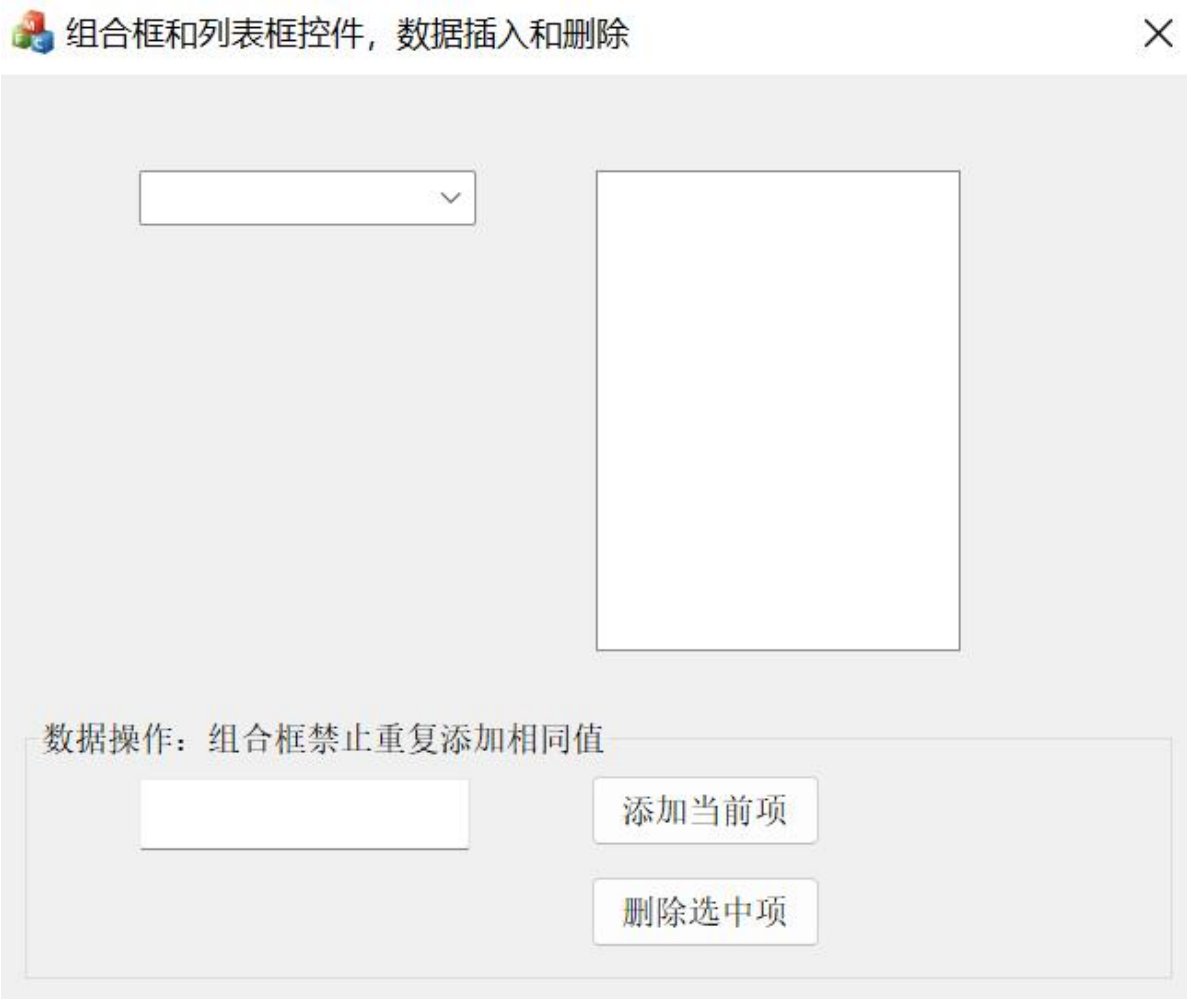 组合框和列表框控件，数据插入和删除
数据操作：组合框禁止重复添加相同值
添加当前项
删除选中项